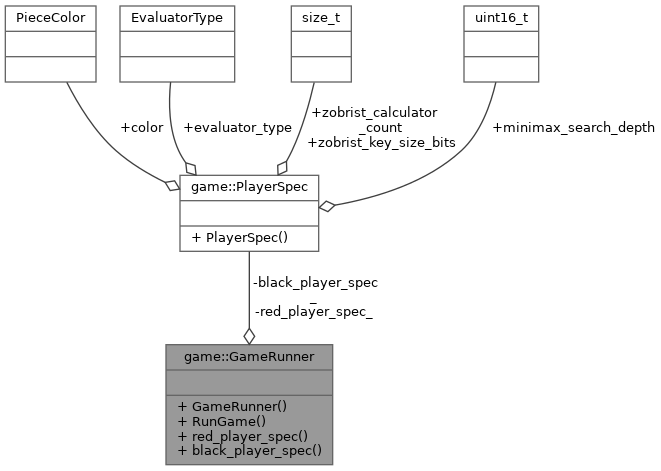 PieceColor
EvaluatorType
size_t
uint16_t
+color
+evaluator_type
+zobrist_calculator
_count
+zobrist_key_size_bits
+minimax_search_depth
game::PlayerSpec
+ PlayerSpec()
-black_player_spec
_
-red_player_spec_
game::GameRunner
+ GameRunner()
+ RunGame()
+ red_player_spec()
+ black_player_spec()